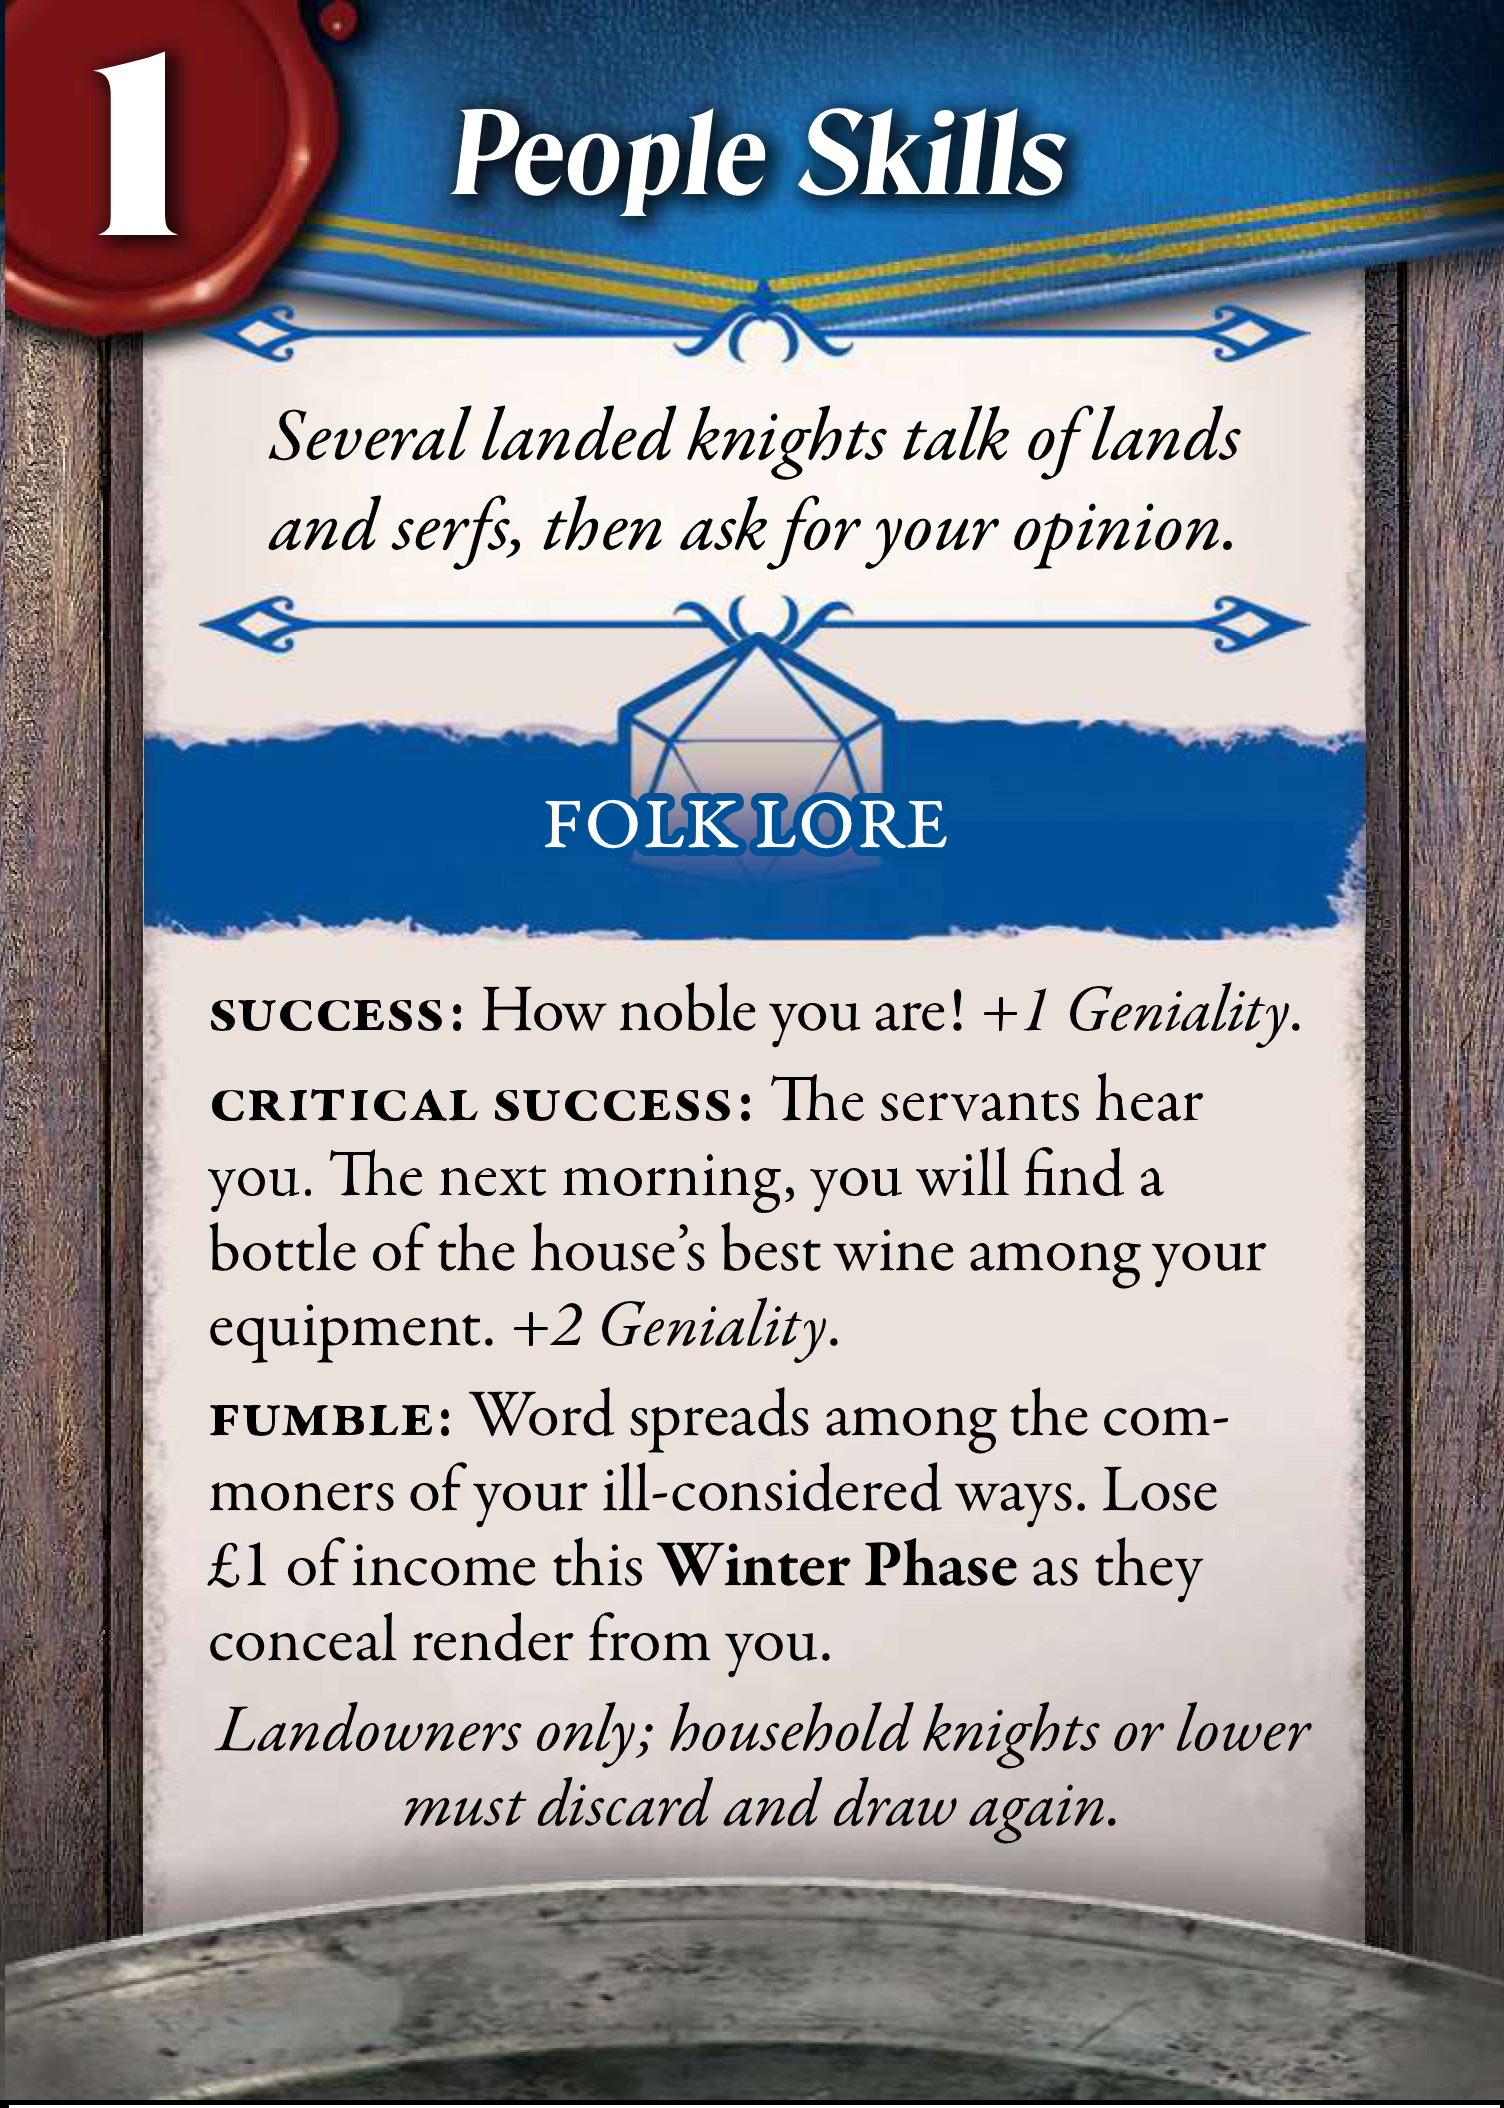 1
People Skills
Several landed knights talk of lands
and serfs, then ask for your opinion.
FOLK LORE
SUCCESS: How noble you are! +1 Geniality.
CRITICAL SUCCESS: The servants hear
you. The next morning, you will find a
bottle of the house’s best wine among your
equipment. +2 Geniality.
FUMBLE: Word spreads among the com-
moners of your ill-considered ways. Lose
£1 of income this Winter Phase as they
conceal render from you.
Landowners only; household knights or lower
must discard and draw again.